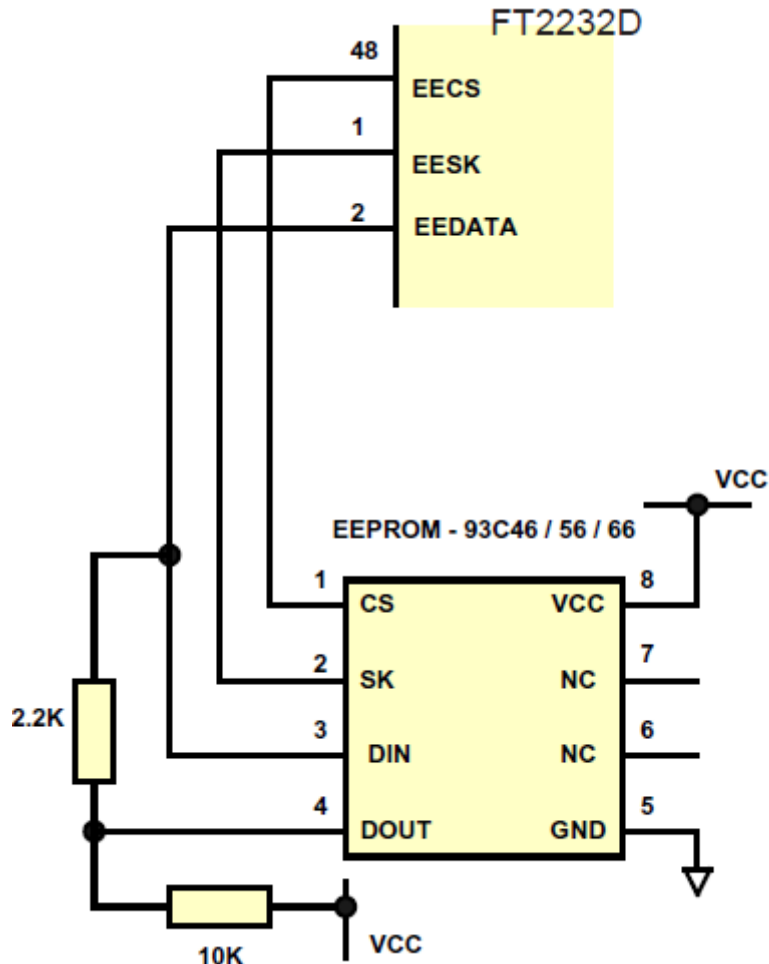 FT2232D
48
EECS
1
EESK
2
EEDATA
VCC
EEPROM - 93C46 / 56 / 66
1
CS
VCC
8
2
SK
NC
7
3
DIN
NC
6
4
DOUT
GND
5
2.2K
10K
VCC